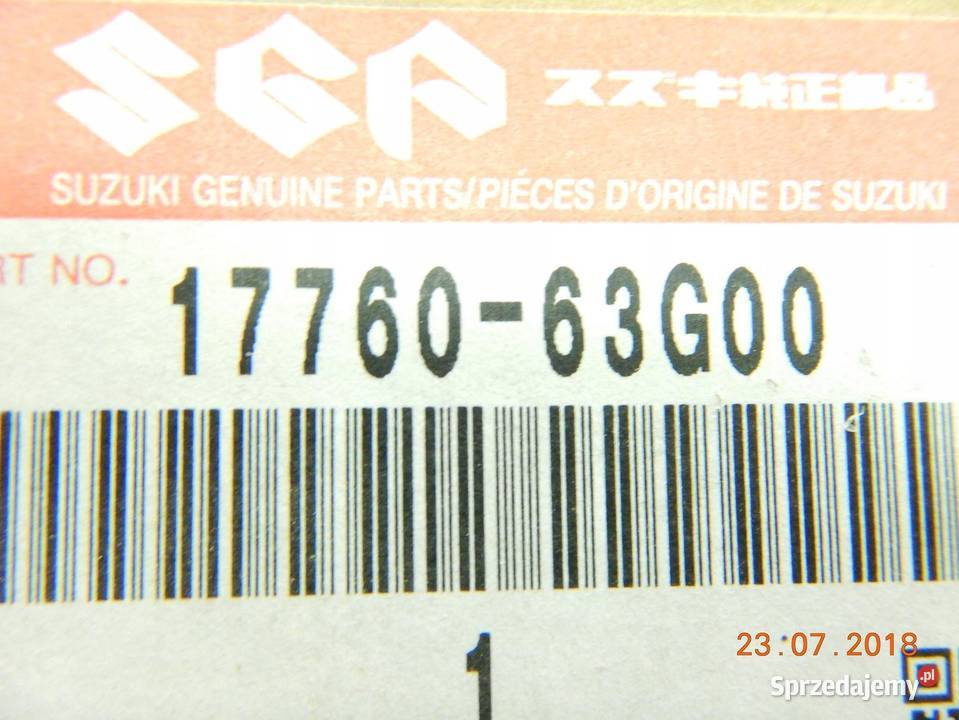 SGP スズキ純正部品
SUZUKI GENUINE PARTS/PIÉCES D'ORIGINE DE SUZUKI
RT NO. 17760-63G00
1
23.07.2018
Sprzedajemy.pl